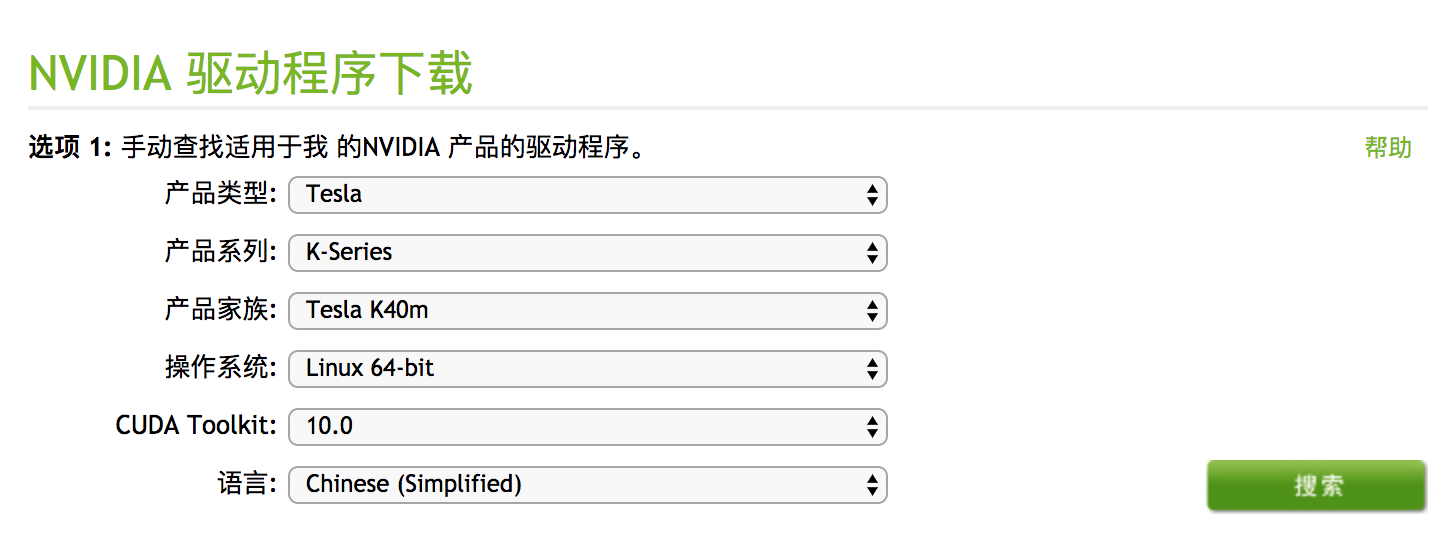 NVIDIA 驱动程序下载
选项 1: 手动查找适用于我 的NVIDIA 产品的驱动程序。
帮助
产品类型: Tesla
产品系列: K-Series
产品家族: Tesla K40m
操作系统: Linux 64-bit
CUDA Toolkit: 10.0
语言: Chinese (Simplified)
搜索